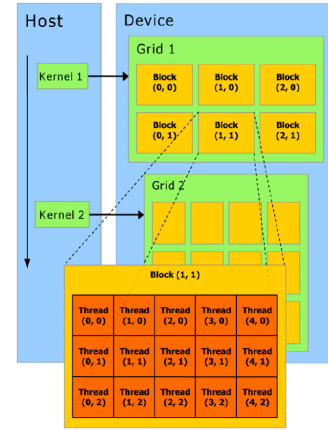 Host
Device
Grid 1
Kernel 1
Block Block Block
(0, 0) (1, 0) (2, 0)
Block Block Block
(0, 1) (1, 1) (2, 1)
Grid 2
Kernel 2
Block (1, 1)
Thread Thread Thread Thread Thread
(0, 0) (1, 0) (2, 0) (3, 0) (4, 0)
Thread Thread Thread Thread Thread
(0, 1) (1, 1) (2, 1) (3, 1) (4, 1)
Thread Thread Thread Thread Thread
(0, 2) (1, 2) (2, 2) (3, 2) (4, 2)